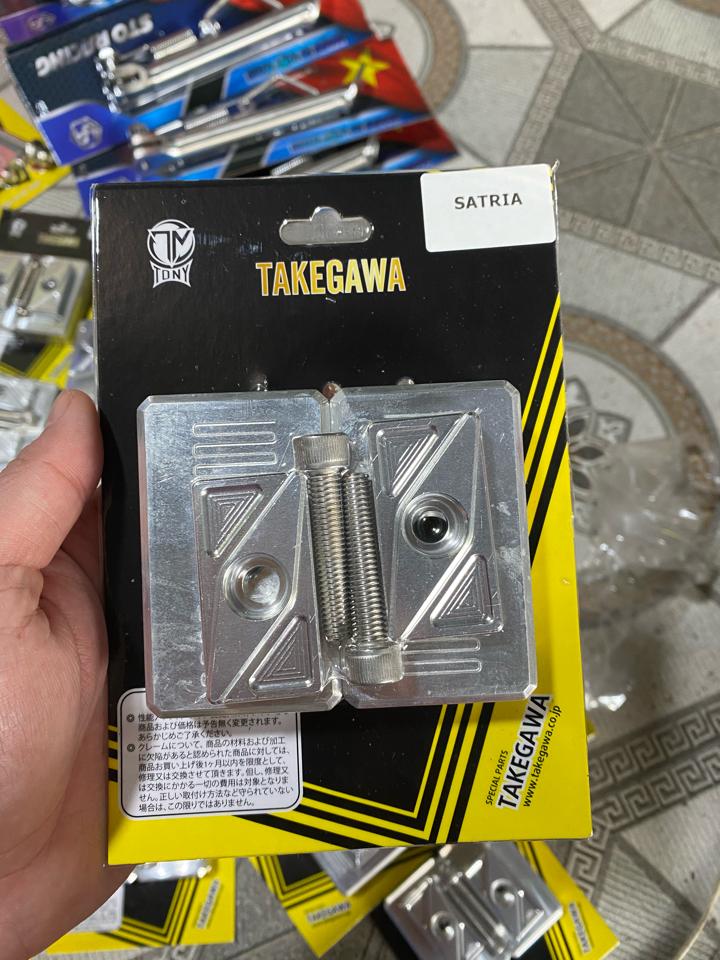 STO RACING
SATRIA
TM
TONY
TAKEGAWA
TAKEGAWA
商品および価格は予告無く変更されます。
あらかじめご了承ください。
◎ クレームについて、商品の材料および加工
に欠陥があると認められた商品に対しては、
商品お買い上げ後1ヶ月以内を限度として、
修理又は交換させて頂きます。但し、修理又
は交換にかかる一切の費用は対象となりま
せん。正しい取付け方法など守られていない
場合は、この限りではありません。
SPECIAL PARTS
TAKEGAWA
www.takegawa.co.jp
TAKEGAWA
TAKEGAWA
TAKEGAWA